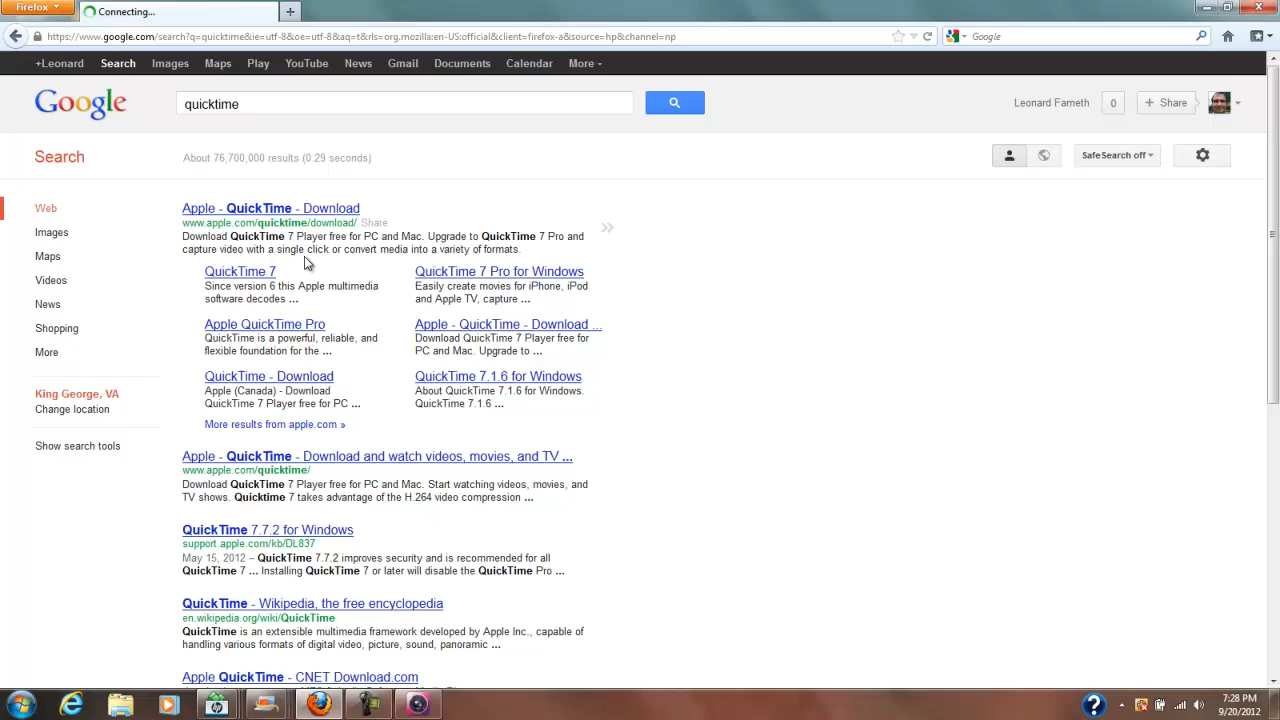 Firefox
Connecting...
https://www.google.com/search?q=quicktime&ie=utf-8&oe=utf-8&aq=t&rls=org.mozilla:en-US:official&client=firefox-a&source=hp&channel=np
Google
+Leonard Search Images Maps Play YouTube News Gmail Documents Calendar More
Google
quicktime
Leonard Farneth 0 + Share
Search
About 76,700,000 results (0.29 seconds)
SafeSearch off
Web
Images
Maps
Videos
News
Shopping
More
King George, VA
Change location
Show search tools
Apple - QuickTime - Download
www.apple.com/quicktime/download/ Share
Download QuickTime 7 Player free for PC and Mac. Upgrade to QuickTime 7 Pro and
capture video with a single click or convert media into a variety of formats.
QuickTime 7
Since version 6 this Apple multimedia
software decodes ...
QuickTime 7 Pro for Windows
Easily create movies for iPhone, iPod
and Apple TV, capture ...
Apple QuickTime Pro
QuickTime is a powerful, reliable, and
flexible foundation for the ...
Apple - QuickTime - Download ...
Download QuickTime 7 Player free for
PC and Mac. Upgrade to ...
QuickTime - Download
Apple (Canada) - Download
QuickTime 7 Player free for PC ...
QuickTime 7.1.6 for Windows
About QuickTime 7.1.6 for Windows.
QuickTime 7.1.6 ...
More results from apple.com »
Apple - QuickTime - Download and watch videos, movies, and TV ...
www.apple.com/quicktime/
Download QuickTime 7 Player free for PC and Mac. Start watching videos, movies, and
TV shows. Quicktime 7 takes advantage of the H.264 video compression ...
QuickTime 7.7.2 for Windows
support.apple.com/kb/DL837
May 15, 2012 – QuickTime 7.7.2 improves security and is recommended for all
QuickTime 7 ... Installing QuickTime 7 or later will disable the QuickTime Pro ...
QuickTime - Wikipedia, the free encyclopedia
en.wikipedia.org/wiki/QuickTime
QuickTime is an extensible multimedia framework developed by Apple Inc., capable of
handling various formats of digital video, picture, sound, panoramic ...
Apple QuickTime - CNET Download.com
7:28 PM
9/20/2012